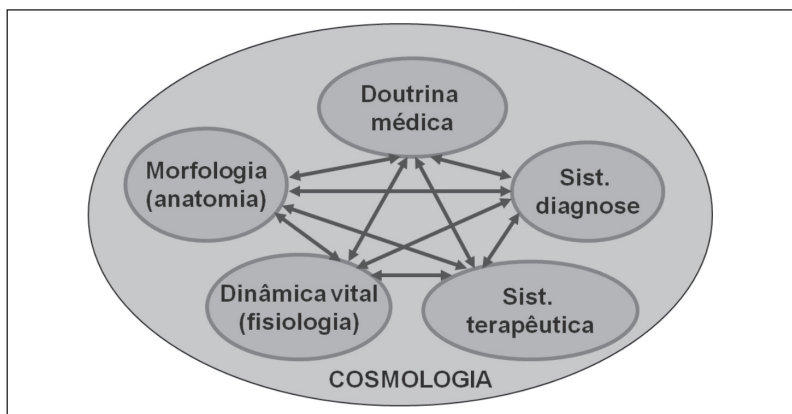 Doutrina
médica
Morfologia
(anatomia)
Sist.
diagnose
Dinâmica vital
(fisiologia)
Sist.
terapêutica
COSMOLOGIA